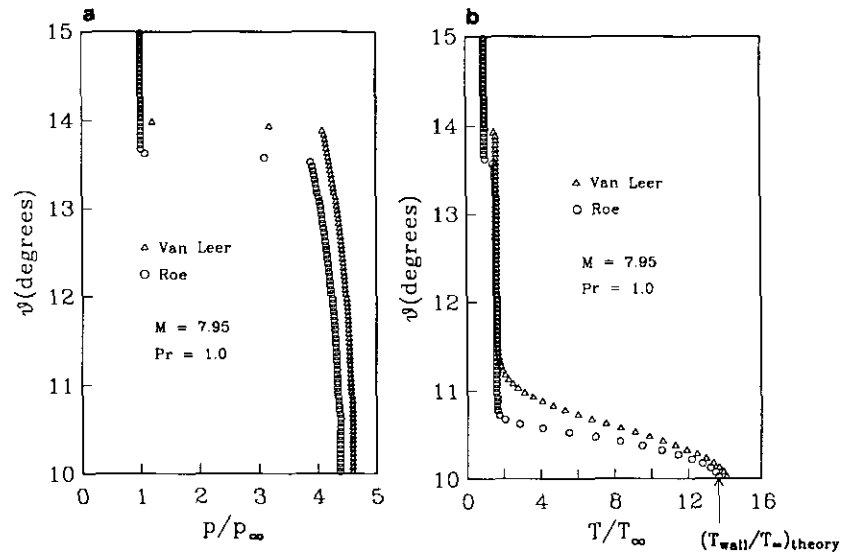 a
15
14
13
12
11
10
ϑ(degrees)
△ Van Leer
○ Roe
M = 7.95
Pr = 1.0
0 1 2 3 4 5
p/p∞
b
15
14
13
12
11
10
ϑ(degrees)
△ Van Leer
○ Roe
M = 7.95
Pr = 1.0
0 4 8 12 16
T/T∞
(Twall/T∞)theory